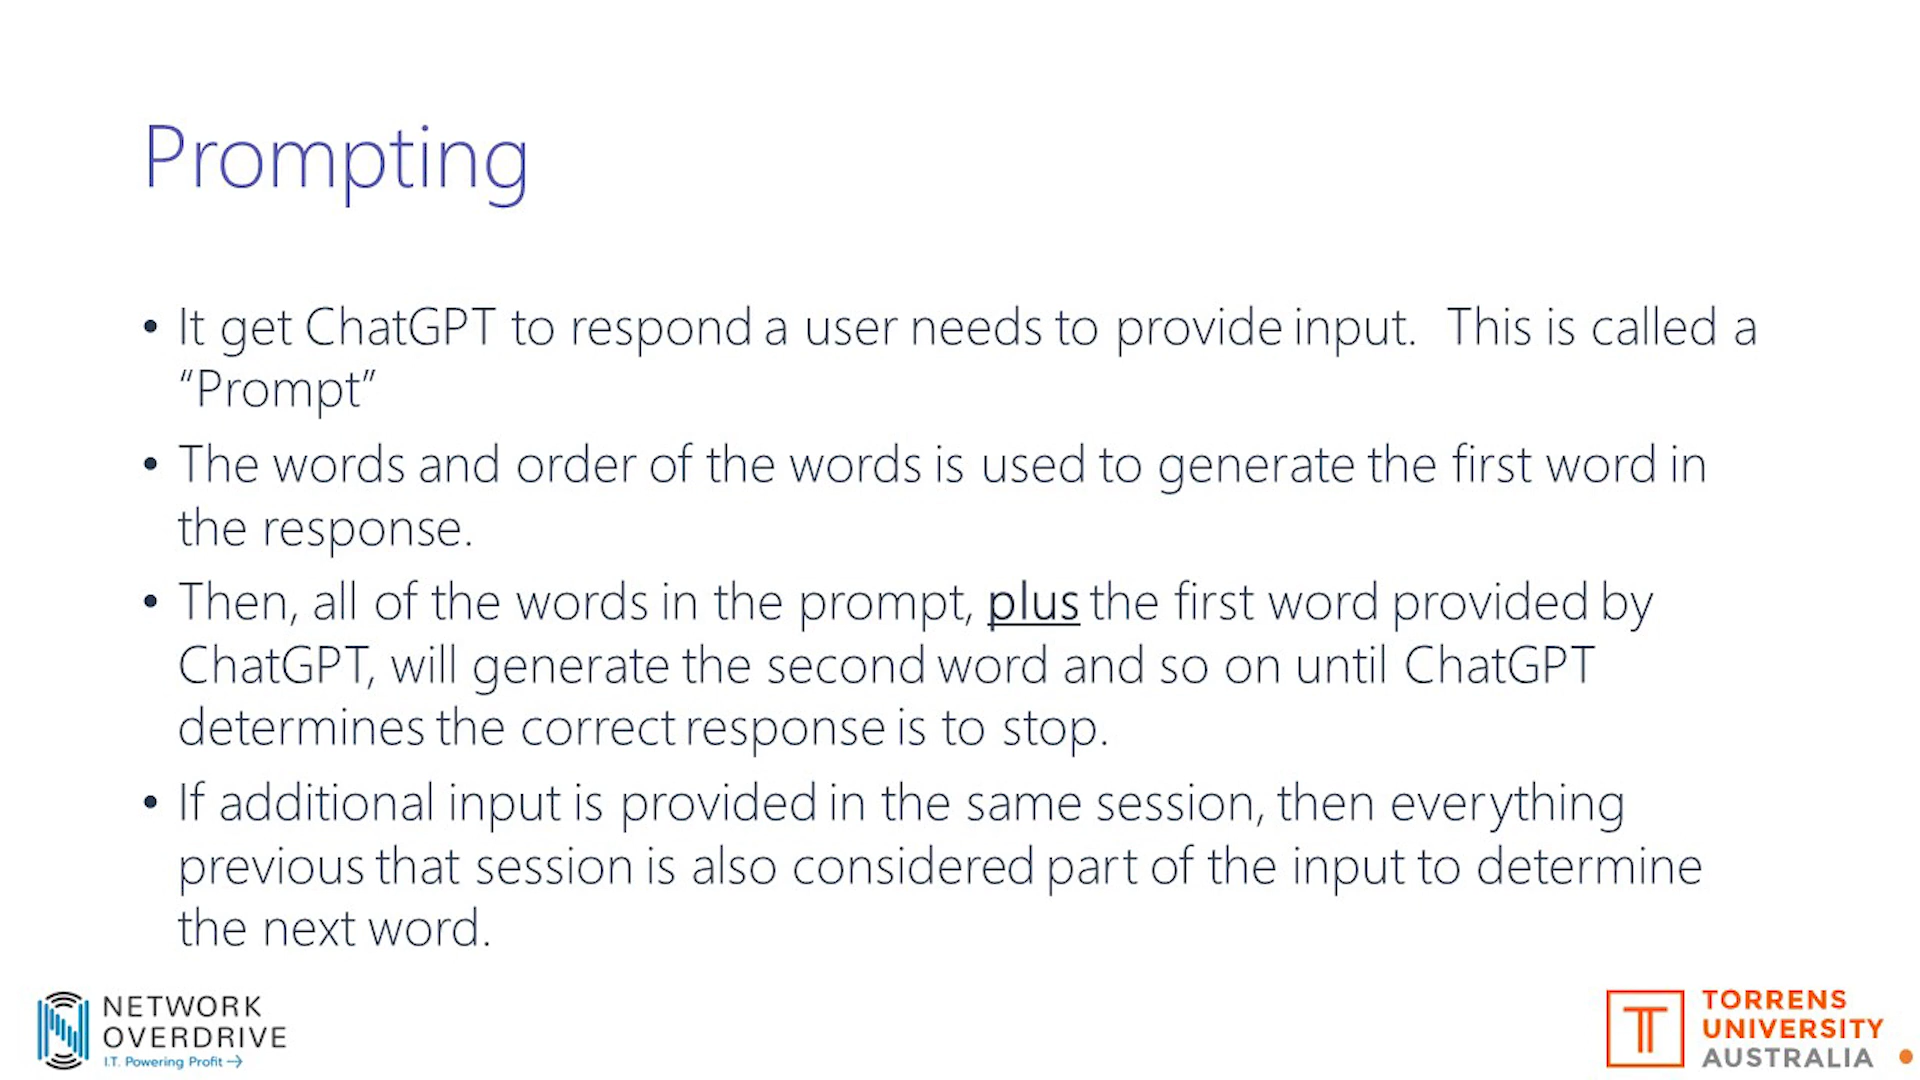 Prompting
• It get ChatGPT to respond a user needs to provide input.  This is called a
“Prompt”
• The words and order of the words is used to generate the first word in
the response.
• Then, all of the words in the prompt, plus the first word provided by
ChatGPT, will generate the second word and so on until ChatGPT
determines the correct response is to stop.
• If additional input is provided in the same session, then everything
previous that session is also considered part of the input to determine
the next word.
NETWORK
OVERDRIVE
I.T. Powering Profit →
TORRENS
UNIVERSITY
AUSTRALIA